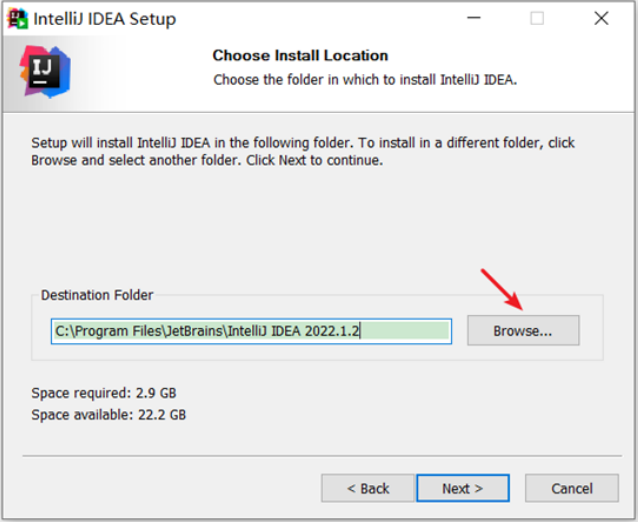 IntelliJ IDEA Setup
IJ
Choose Install Location
Choose the folder in which to install IntelliJ IDEA.
Setup will install IntelliJ IDEA in the following folder. To install in a different folder, click
Browse and select another folder. Click Next to continue.
Destination Folder
C:\Program Files\JetBrains\IntelliJ IDEA 2022.1.2
Browse...
Space required: 2.9 GB
Space available: 22.2 GB
< Back
Next >
Cancel